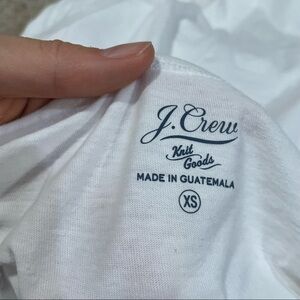 J.Crew
Knit
Goods
MADE IN GUATEMALA
XS